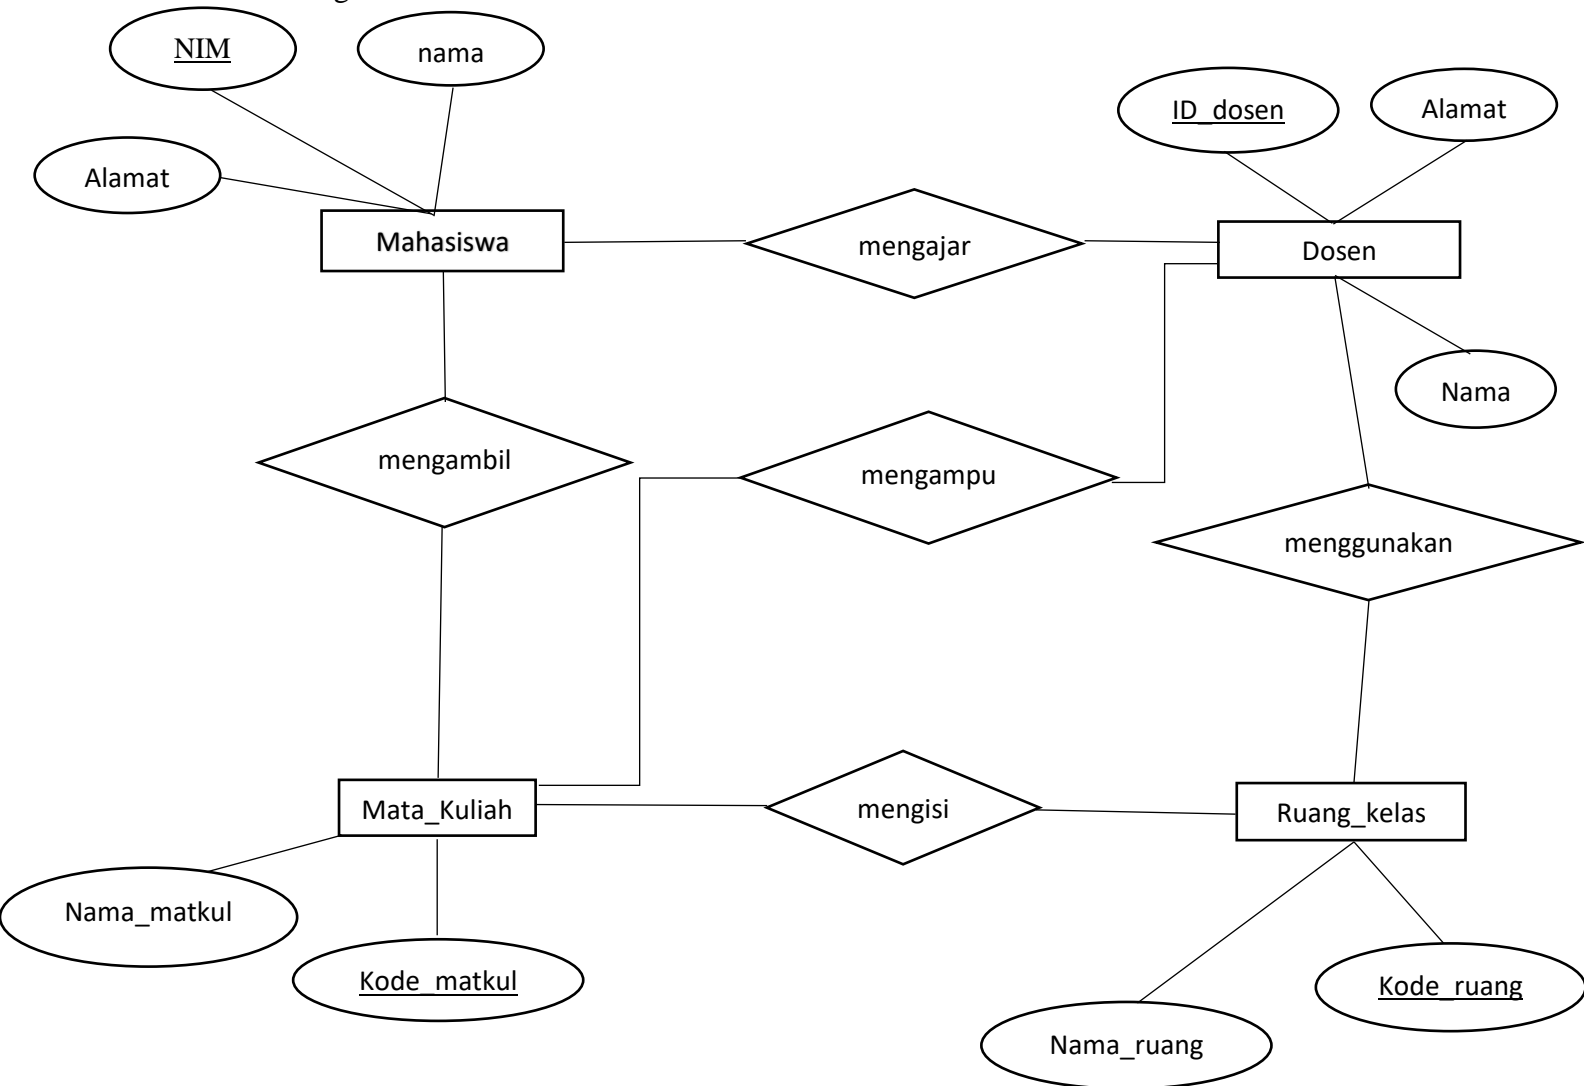 NIM
nama
ID_dosen
Alamat
Alamat
Mahasiswa
mengajar
Dosen
Nama
mengambil
mengampu
menggunakan
Mata_Kuliah
mengisi
Ruang_kelas
Nama_matkul
Kode_matkul
Kode_ruang
Nama_ruang